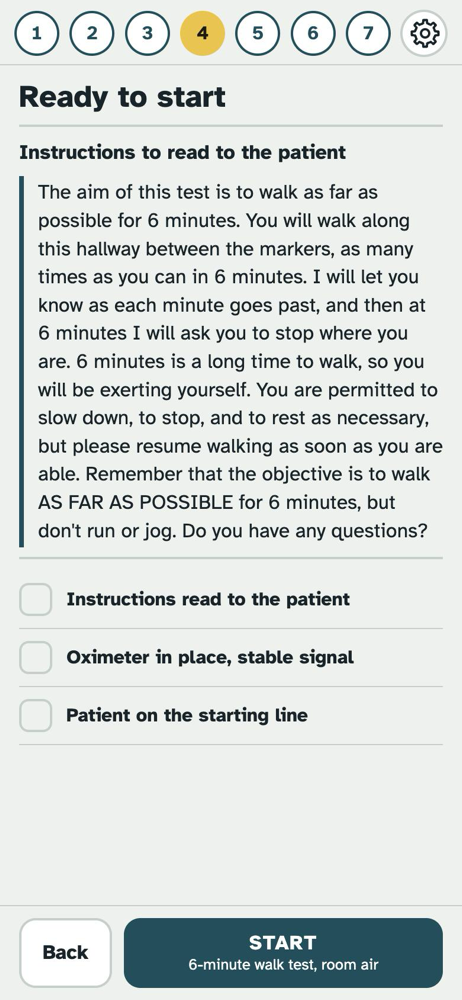 1 2 3 4 5 6 7
Ready to start
Instructions to read to the patient
The aim of this test is to walk as far as
possible for 6 minutes. You will walk along
this hallway between the markers, as many
times as you can in 6 minutes. I will let you
know as each minute goes past, and then at
6 minutes I will ask you to stop where you
are. 6 minutes is a long time to walk, so you
will be exerting yourself. You are permitted to
slow down, to stop, and to rest as necessary,
but please resume walking as soon as you are
able. Remember that the objective is to walk
AS FAR AS POSSIBLE for 6 minutes, but
don't run or jog. Do you have any questions?
Instructions read to the patient
Oximeter in place, stable signal
Patient on the starting line
Back
START
6-minute walk test, room air